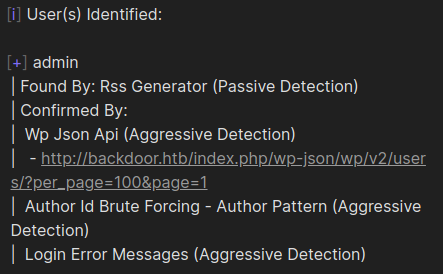 [i] User(s) Identified:
[+] admin
| Found By: Rss Generator (Passive Detection)
| Confirmed By:
|  Wp Json Api (Aggressive Detection)
|   - http://backdoor.htb/index.php/wp-json/wp/v2/user
s/?per_page=100&page=1
|  Author Id Brute Forcing - Author Pattern (Aggressive
Detection)
|  Login Error Messages (Aggressive Detection)